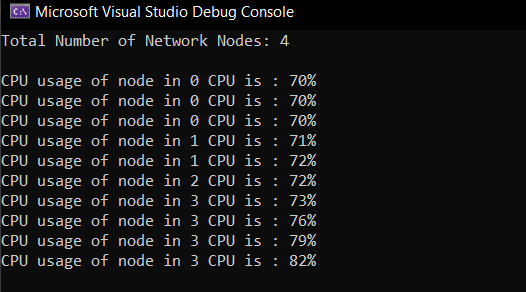 Microsoft Visual Studio Debug Console
Total Number of Network Nodes: 4
CPU usage of node in 0 CPU is : 70%
CPU usage of node in 0 CPU is : 70%
CPU usage of node in 0 CPU is : 70%
CPU usage of node in 1 CPU is : 71%
CPU usage of node in 1 CPU is : 72%
CPU usage of node in 2 CPU is : 72%
CPU usage of node in 3 CPU is : 73%
CPU usage of node in 3 CPU is : 76%
CPU usage of node in 3 CPU is : 79%
CPU usage of node in 3 CPU is : 82%